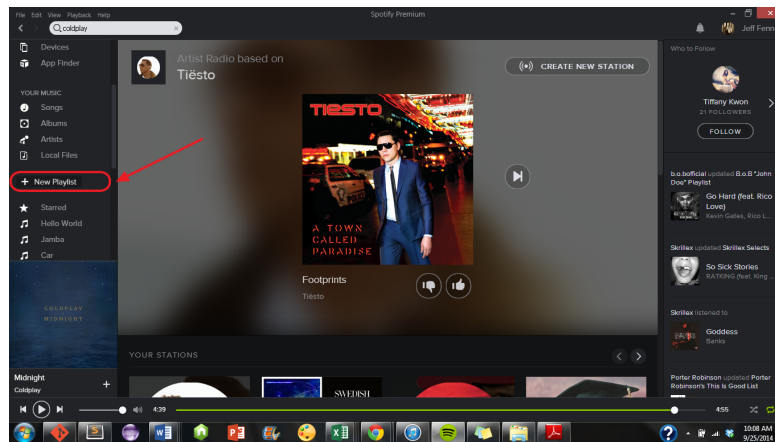 File Edit View Playback Help
Spotify Premium
coldplay
Jeff Fenn
Devices
App Finder
YOUR MUSIC
Songs
Albums
Artists
Local Files
New Playlist
Starred
Hello World
Jamba
Car
COLDPLAY
MIDNIGHT
Midnight
Coldplay
Artist Radio based on
Tiësto
CREATE NEW STATION
TIESTO
A TOWN
CALLED
PARADISE
Footprints
Tiësto
YOUR STATIONS
SWEDISH
Who to Follow
Tiffany Kwon
21 FOLLOWERS
FOLLOW
b.o.bofficial updated B.o.B "John
Doe" Playlist
Go Hard (feat. Rico
Love)
Kevin Gates, Rico L...
Skrillex updated Skrillex Selects
So Sick Stories
RATKING (feat. King ...
Skrillex listened to
Goddess
Banks
Porter Robinson updated Porter
Robinson's This Is Good List
4:39
4:55
10:08 AM
9/25/2014